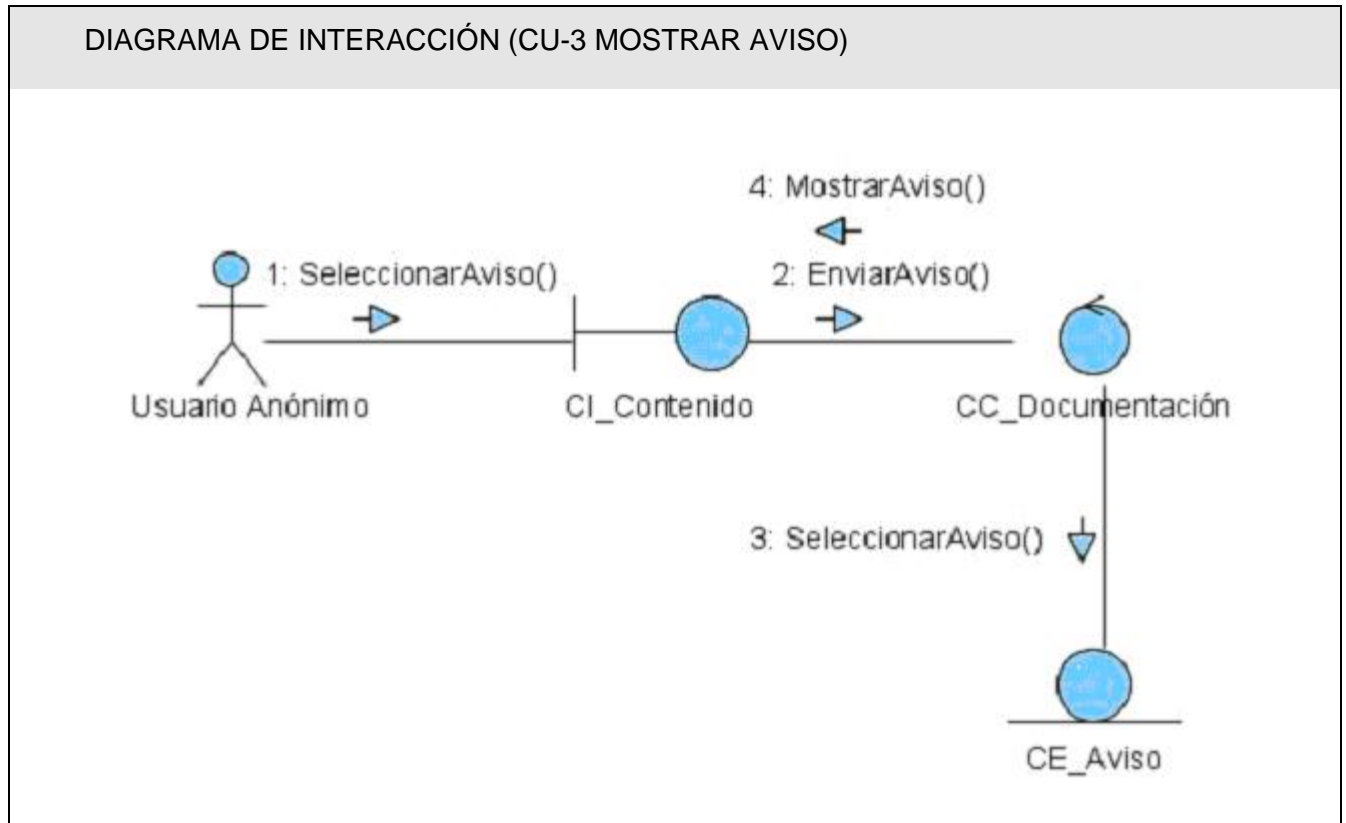 DIAGRAMA DE INTERACCIÓN (CU-3 MOSTRAR AVISO)
4: MostrarAviso()
1: SeleccionarAviso()
2: EnviarAviso()
Usuario Anónimo
CI_Contenido
CC_Documentación
3: SeleccionarAviso()
CE_Aviso